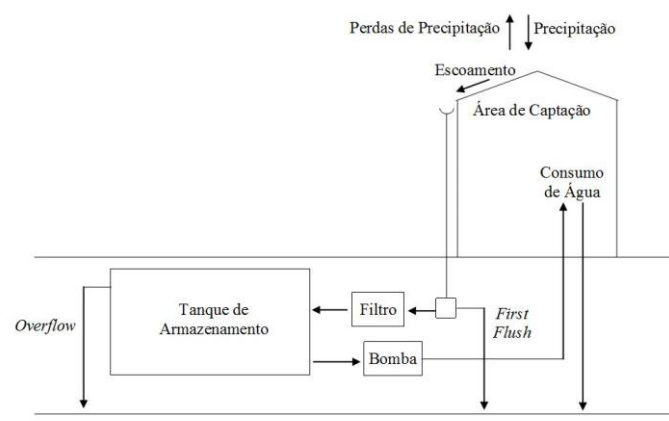 Perdas de Precipitação
Precipitação
Escoamento
Área de Captação
Consumo
de Água
Overflow
Tanque de
Armazenamento
Filtro
First
Flush
Bomba